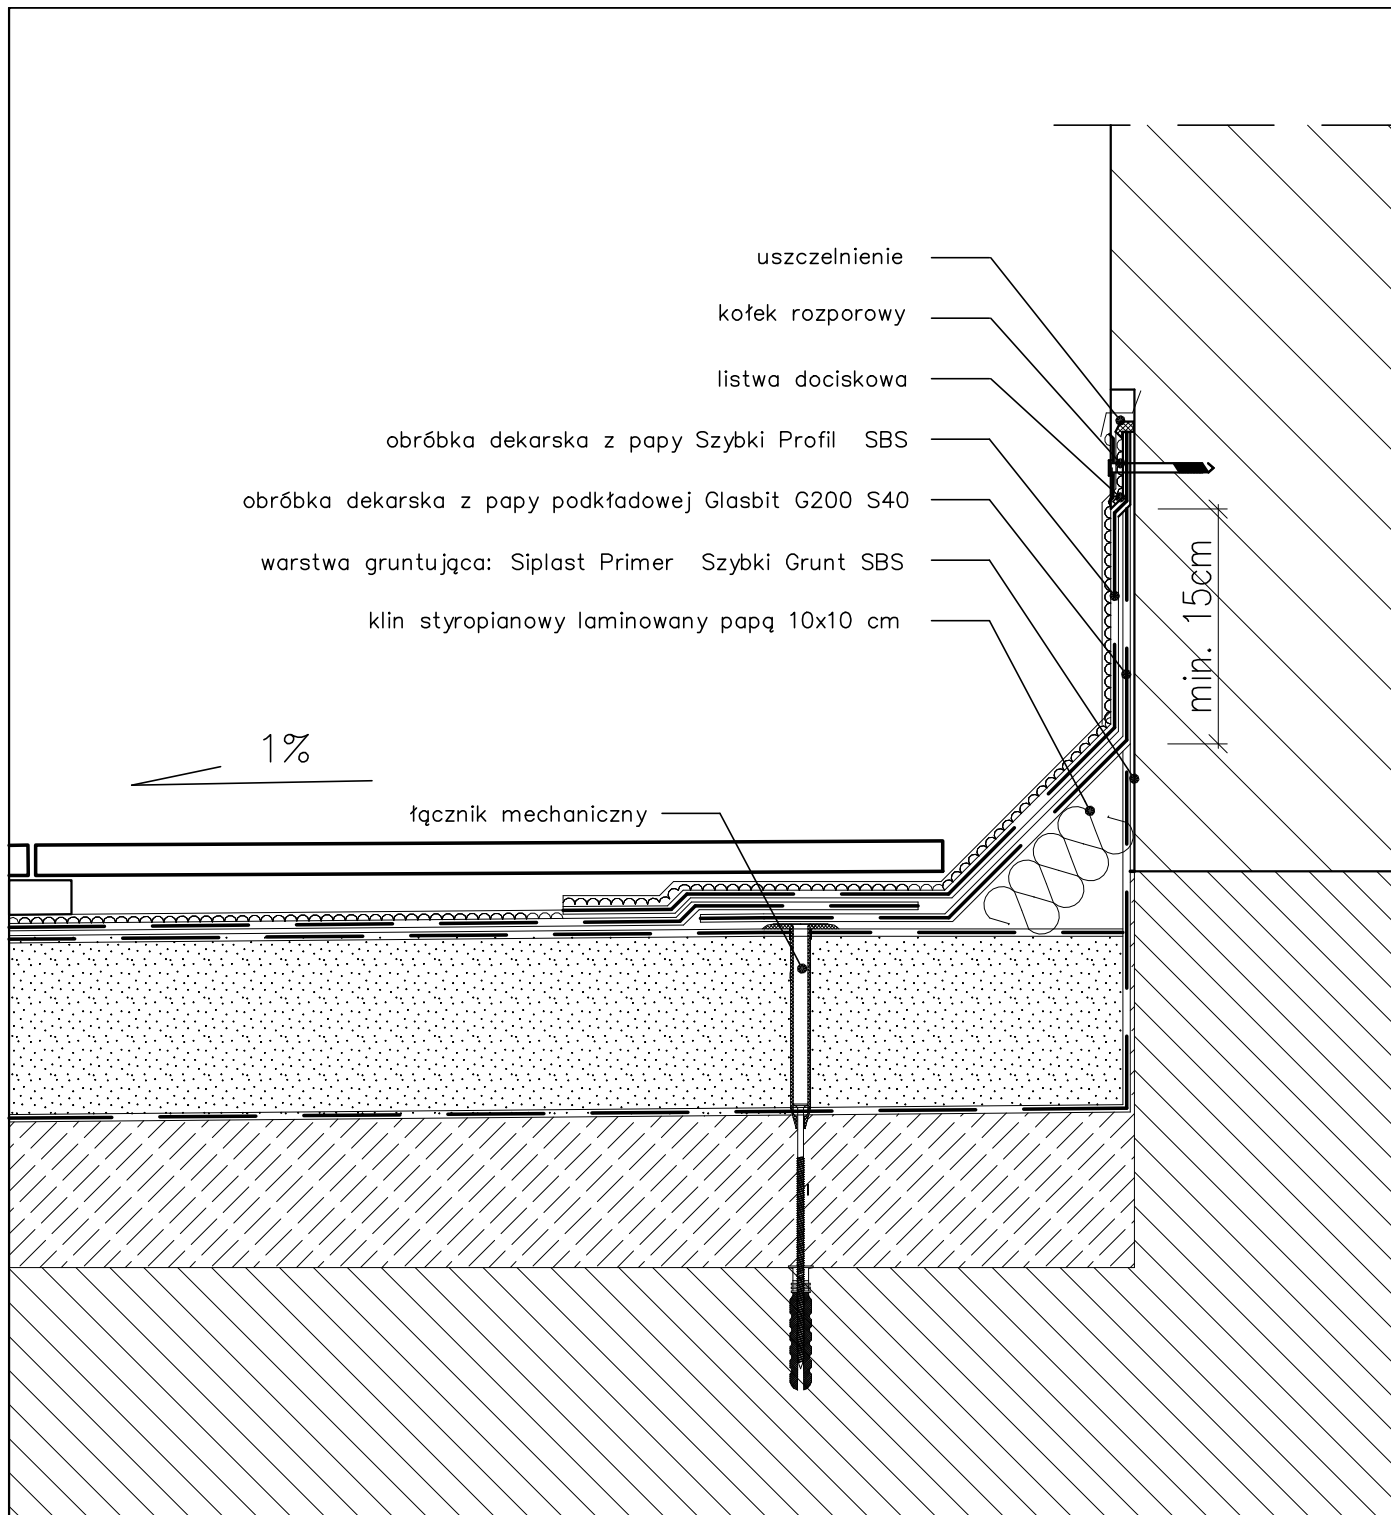 uszczelnienie
kołek rozporowy
listwa dociskowa
obróbka dekarska z papy Szybki Profil SBS
obróbka dekarska z papy podkładowej Glasbit G200 S40
warstwa gruntująca: Siplast Primer Szybki Grunt SBS
klin styropianowy laminowany papą 10x10 cm
min. 15cm
1%
łącznik mechaniczny